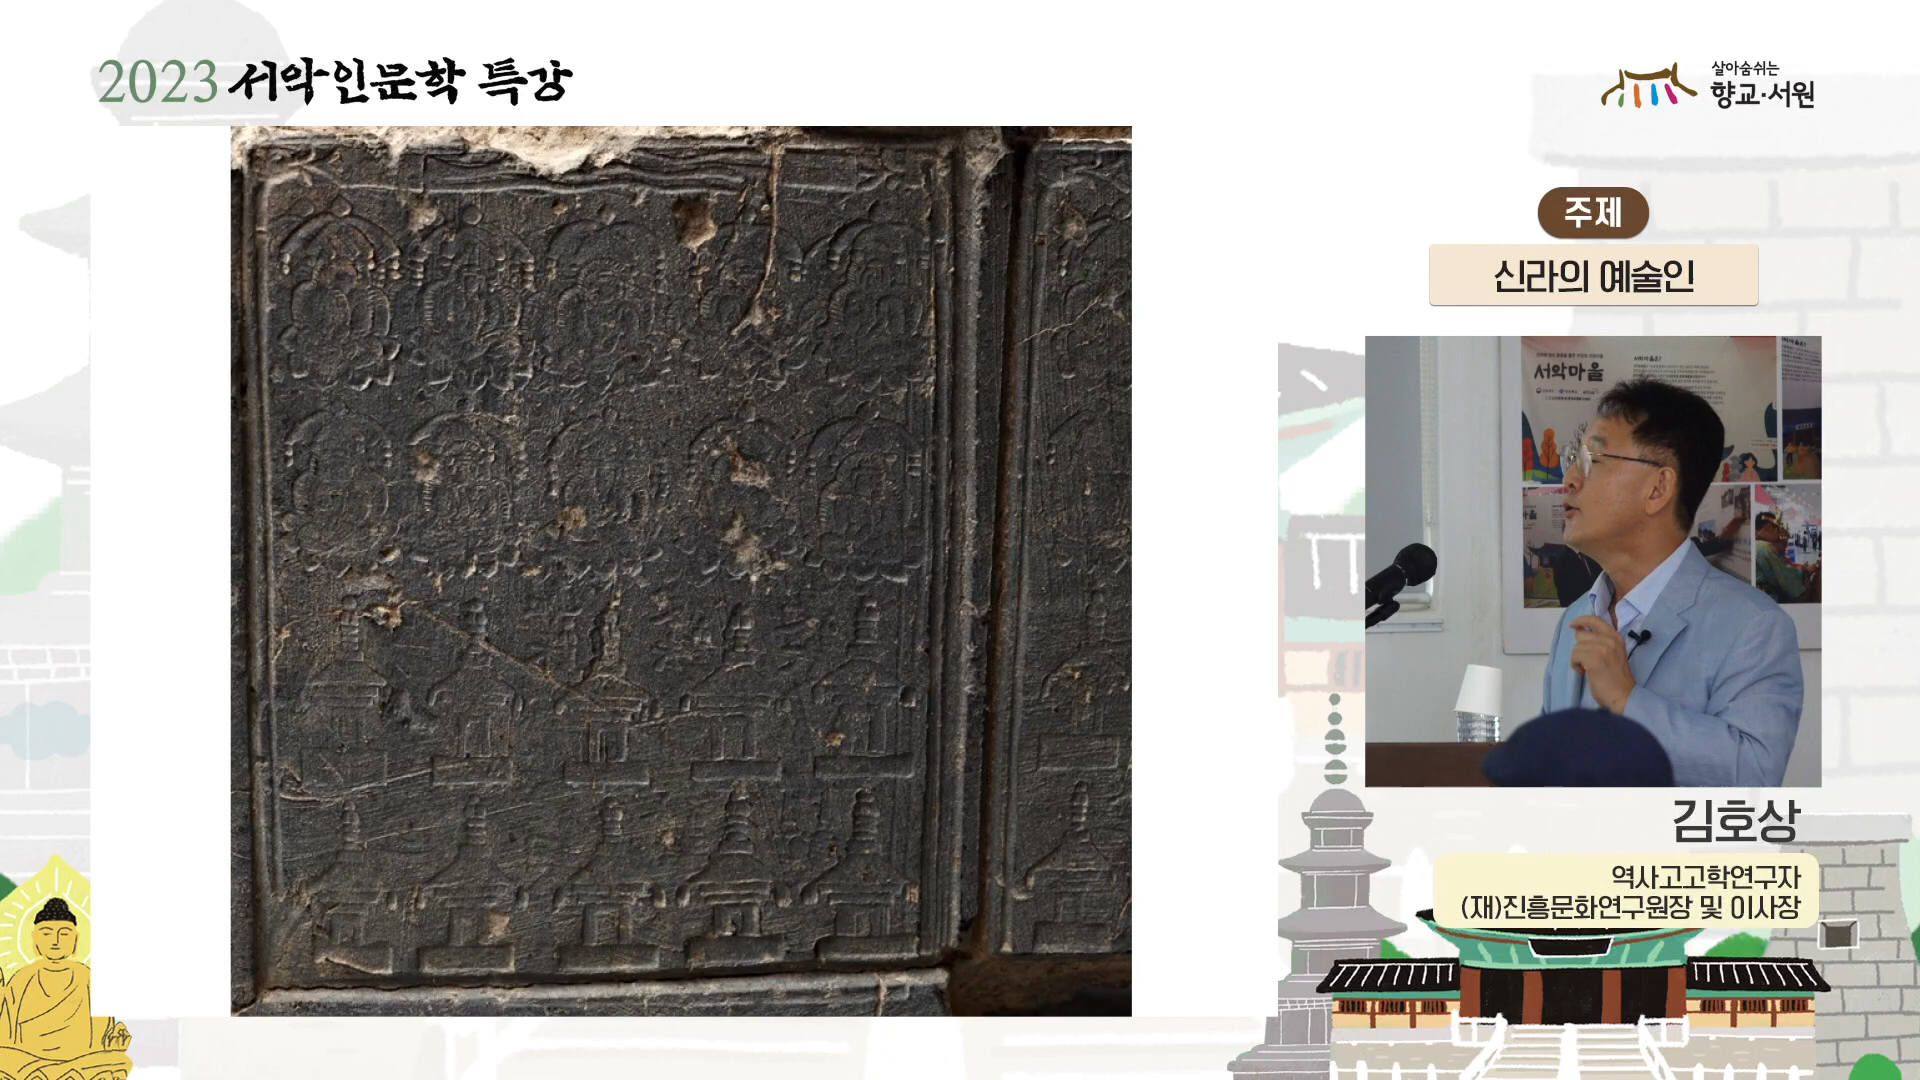 2023 서악인문학 특강
살아숨쉬는
향교·서원
주제
신라의 예술인
서악마을
김호상
역사고고학연구자
(재)진흥문화연구원장 및 이사장